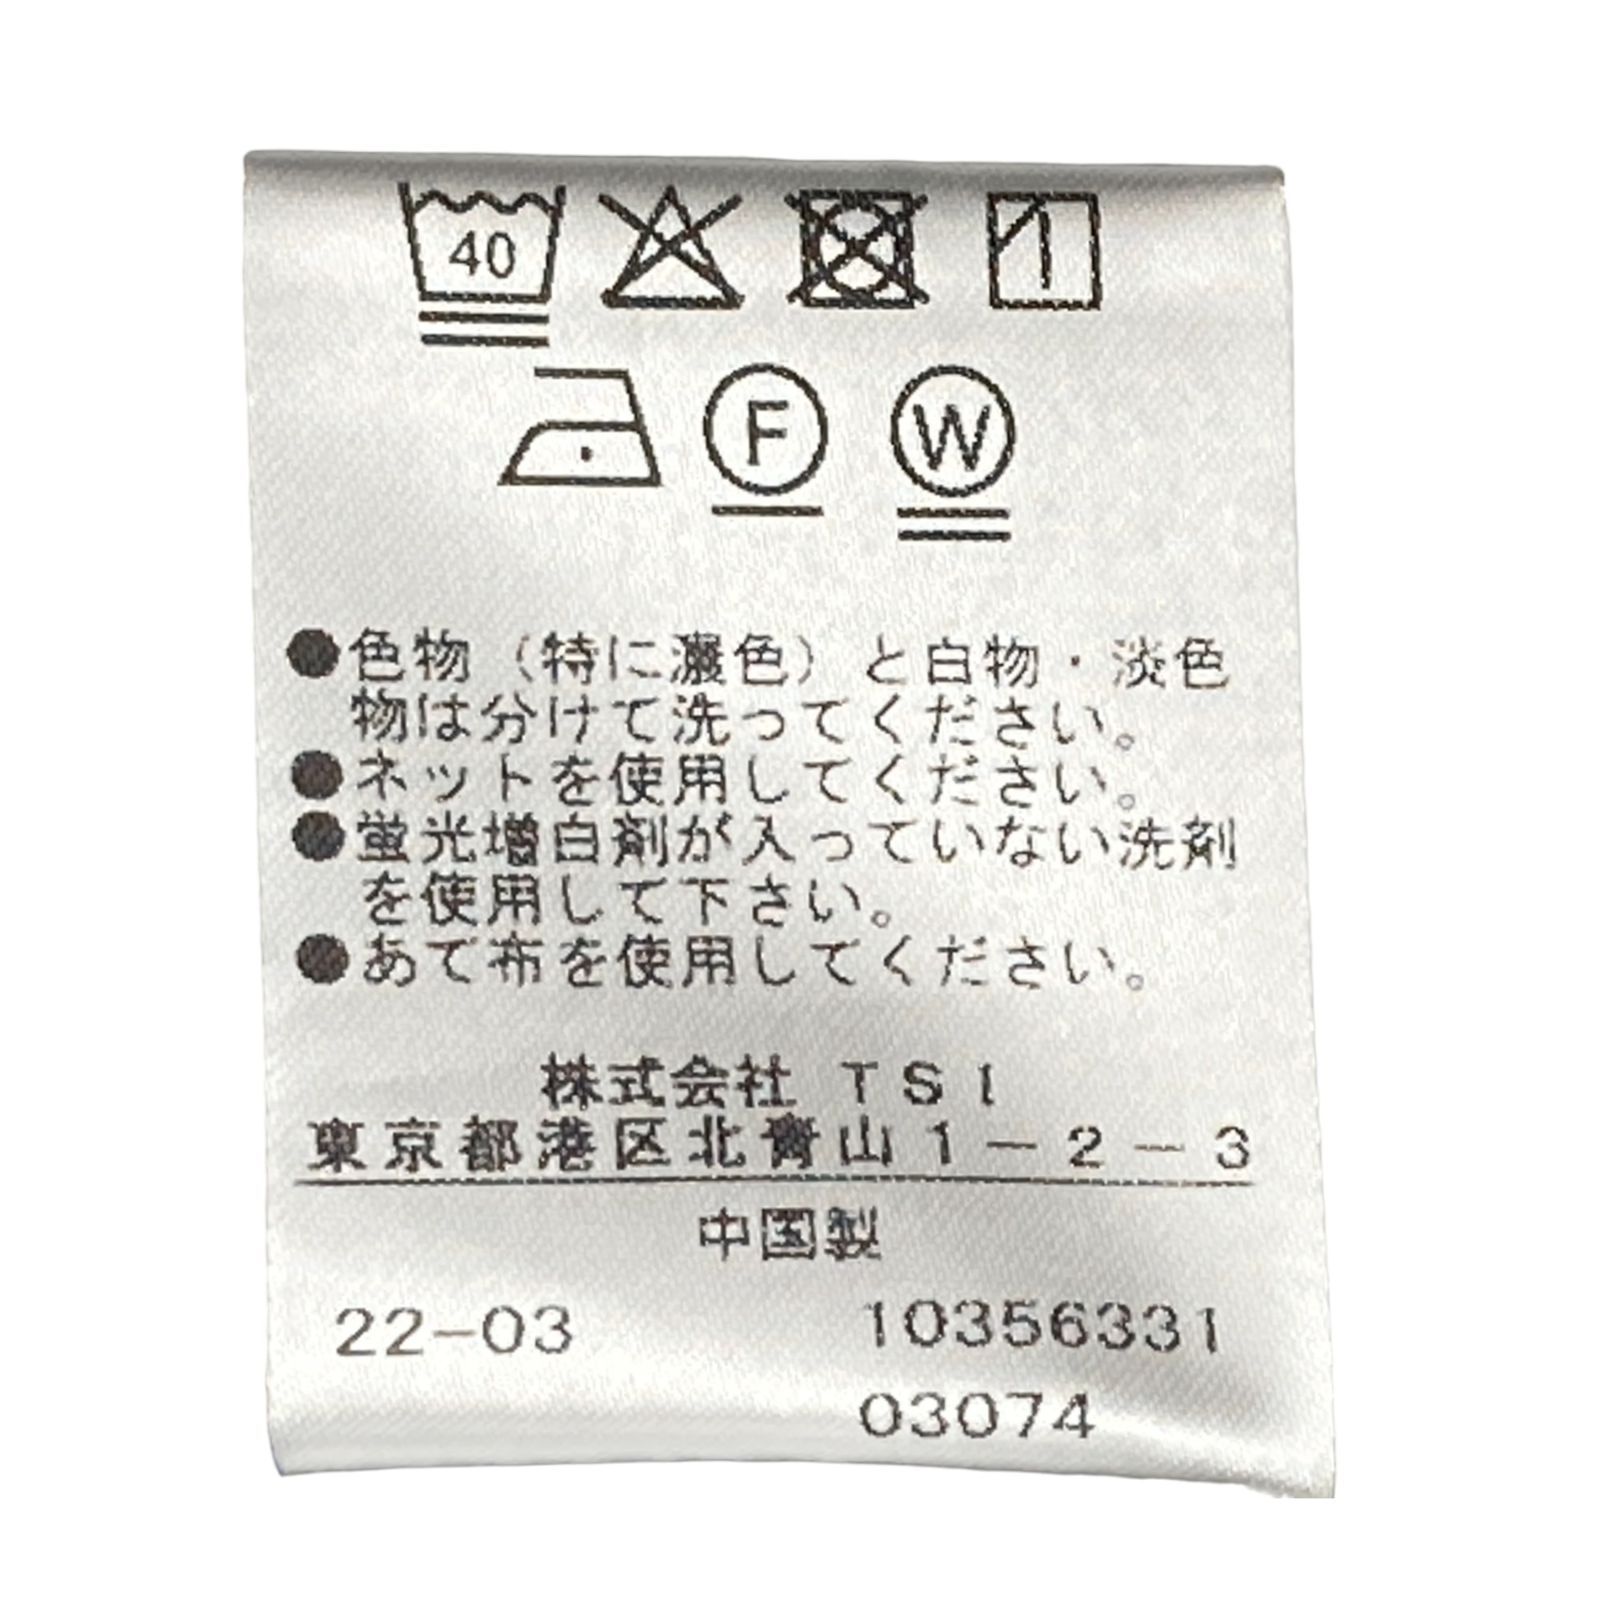 40
F W
●色物（特に濃色）と白物・淡色
物は分けて洗ってください。
●ネットを使用してください。
●蛍光増白剤が入っていない洗剤
を使用して下さい。
●あて布を使用してください。
株式会社 TSI
東京都港区北青山1-2-3
中国製
22-03 10356331
03074